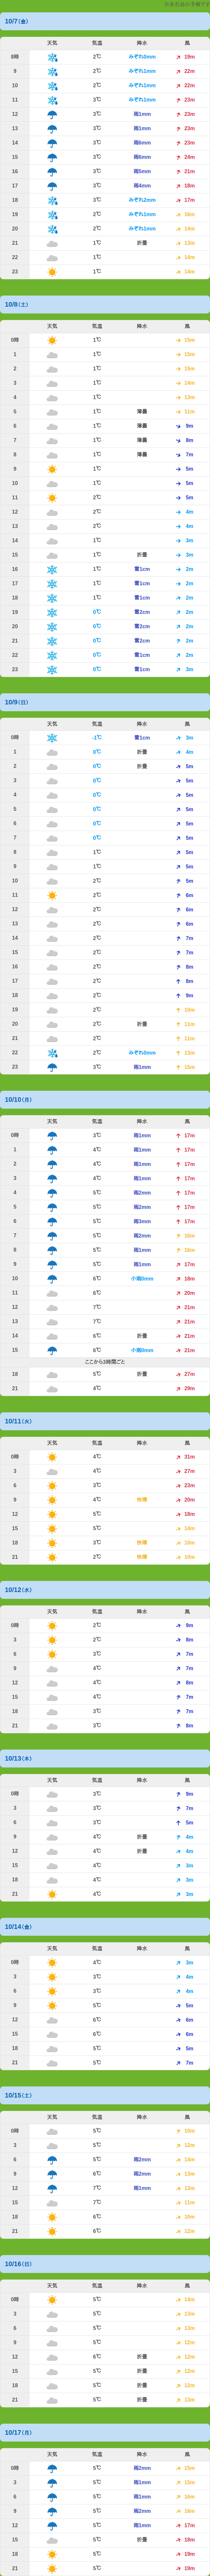 ※表示値の予報です
10/7(金)
天気 気温 降水 風
8時 2℃ みぞれ0mm 19m
9 2℃ みぞれ1mm 22m
10 2℃ みぞれ1mm 22m
11 3℃ みぞれ1mm 23m
12 3℃ 雨1mm 23m
13 3℃ 雨1mm 23m
14 3℃ 雨6mm 23m
15 3℃ 雨6mm 24m
16 3℃ 雨5mm 21m
17 3℃ 雨4mm 18m
18 3℃ みぞれ2mm 17m
19 2℃ みぞれ1mm 16m
20 2℃ みぞれ1mm 14m
21 1℃ 折畳 13m
22 1℃ 14m
23 1℃ 14m
10/8(土)
天気 気温 降水 風
0時 1℃ 15m
1 1℃ 15m
2 1℃ 15m
3 1℃ 14m
4 1℃ 13m
5 1℃ 薄曇 11m
6 1℃ 薄曇 9m
7 1℃ 薄曇 8m
8 1℃ 薄曇 7m
9 1℃ 5m
10 1℃ 5m
11 2℃ 5m
12 2℃ 4m
13 2℃ 4m
14 1℃ 3m
15 1℃ 折畳 3m
16 1℃ 雪1cm 2m
17 1℃ 雪1cm 2m
18 1℃ 雪1cm 2m
19 0℃ 雪2cm 2m
20 0℃ 雪2cm 2m
21 0℃ 雪2cm 2m
22 0℃ 雪1cm 2m
23 0℃ 雪1cm 3m
10/9(日)
天気 気温 降水 風
0時 -1℃ 雪1cm 3m
1 0℃ 折畳 4m
2 0℃ 折畳 5m
3 0℃ 5m
4 0℃ 5m
5 0℃ 5m
6 0℃ 5m
7 0℃ 5m
8 1℃ 5m
9 1℃ 5m
10 2℃ 5m
11 2℃ 6m
12 2℃ 6m
13 2℃ 6m
14 2℃ 7m
15 2℃ 7m
16 2℃ 8m
17 2℃ 8m
18 2℃ 9m
19 2℃ 10m
20 2℃ 折畳 11m
21 2℃ 11m
22 2℃ みぞれ0mm 13m
23 3℃ 雨1mm 15m
10/10(月)
天気 気温 降水 風
0時 3℃ 雨1mm 17m
1 4℃ 雨1mm 17m
2 4℃ 雨1mm 17m
3 4℃ 雨1mm 17m
4 5℃ 雨2mm 17m
5 5℃ 雨2mm 17m
6 5℃ 雨3mm 17m
7 5℃ 雨2mm 16m
8 5℃ 雨1mm 16m
9 5℃ 雨1mm 17m
10 6℃ 小雨0mm 18m
11 6℃ 20m
12 7℃ 21m
13 7℃ 21m
14 6℃ 折畳 21m
15 6℃ 小雨0mm 21m
ここから3時間ごと
18 5℃ 折畳 27m
21 4℃ 29m
10/11(火)
天気 気温 降水 風
0時 4℃ 31m
3 4℃ 27m
6 3℃ 23m
9 4℃ 快晴 20m
12 5℃ 18m
15 5℃ 14m
18 3℃ 快晴 10m
21 2℃ 快晴 10m
10/12(水)
天気 気温 降水 風
0時 2℃ 9m
3 2℃ 8m
6 3℃ 7m
9 4℃ 7m
12 4℃ 8m
15 4℃ 7m
18 3℃ 7m
21 3℃ 8m
10/13(木)
天気 気温 降水 風
0時 3℃ 9m
3 3℃ 7m
6 3℃ 5m
9 4℃ 折畳 4m
12 4℃ 折畳 4m
15 4℃ 3m
18 4℃ 3m
21 4℃ 3m
10/14(金)
天気 気温 降水 風
0時 4℃ 3m
3 3℃ 4m
6 3℃ 4m
9 5℃ 5m
12 6℃ 6m
15 6℃ 6m
18 5℃ 5m
21 5℃ 7m
10/15(土)
天気 気温 降水 風
0時 5℃ 10m
3 5℃ 12m
6 5℃ 雨2mm 14m
9 6℃ 雨2mm 13m
12 7℃ 雨1mm 13m
15 7℃ 11m
18 6℃ 10m
21 6℃ 12m
10/16(日)
天気 気温 降水 風
0時 5℃ 14m
3 5℃ 13m
6 5℃ 13m
9 5℃ 12m
12 6℃ 折畳 12m
15 5℃ 折畳 12m
18 5℃ 折畳 12m
21 5℃ 折畳 13m
10/17(月)
天気 気温 降水 風
0時 5℃ 雨2mm 15m
3 5℃ 雨1mm 15m
6 5℃ 雨1mm 16m
9 5℃ 雨2mm 16m
12 5℃ 雨1mm 17m
15 5℃ 折畳 18m
18 5℃ 19m
21 5℃ 19m